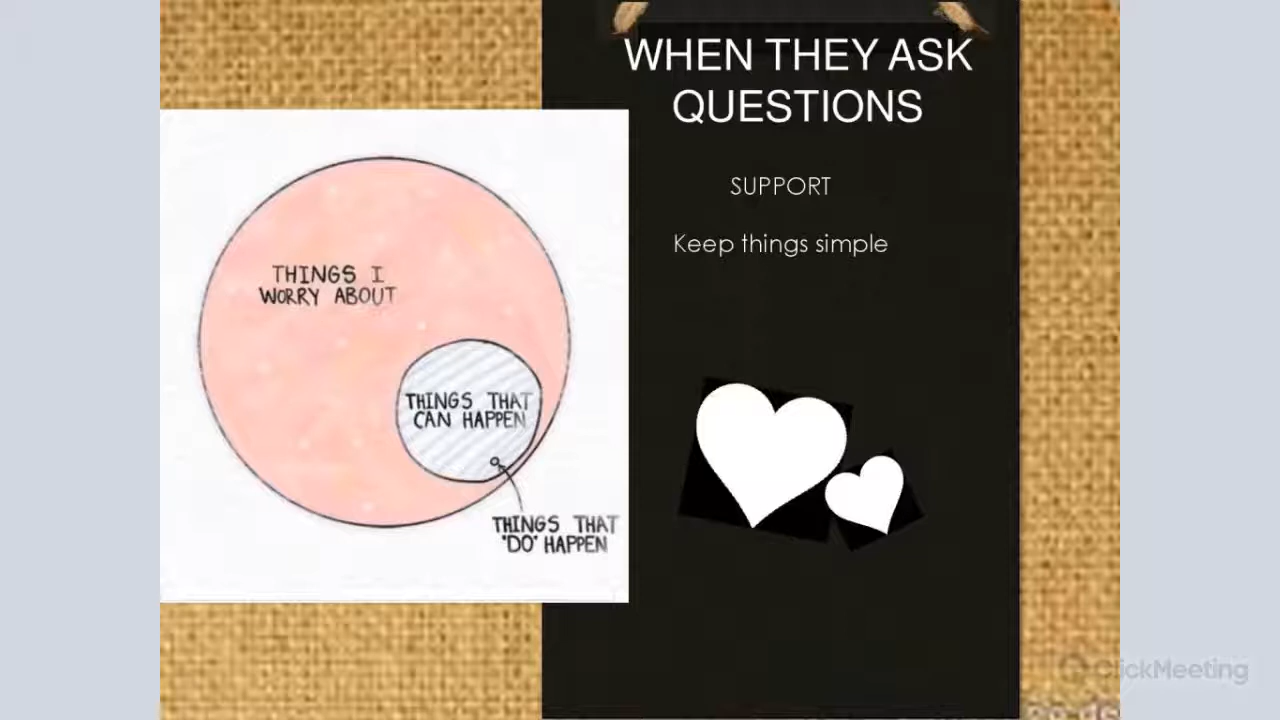 WHEN THEY ASK
QUESTIONS
SUPPORT
Keep things simple
THINGS I
WORRY ABOUT
THINGS THAT
CAN HAPPEN
THINGS THAT
"DO" HAPPEN
ClickMeeting